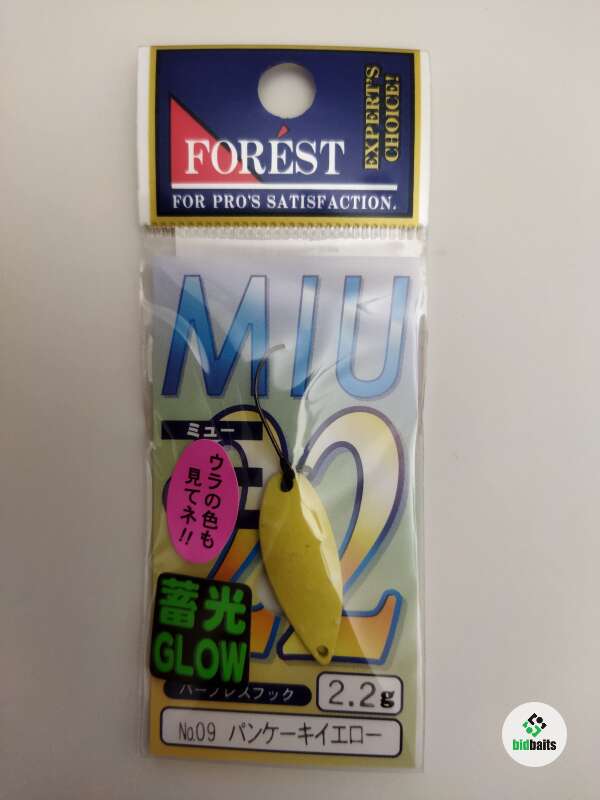 EXPERT'S
CHOICE!
FORÉST
FOR PRO'S SATISFACTION.
MIU
ミュー
22
ウラの色も
見てネ!!
蓄光
GLOW
バーブレスフック
2.2g
No.09 パンケーキイエロー
bidbaits